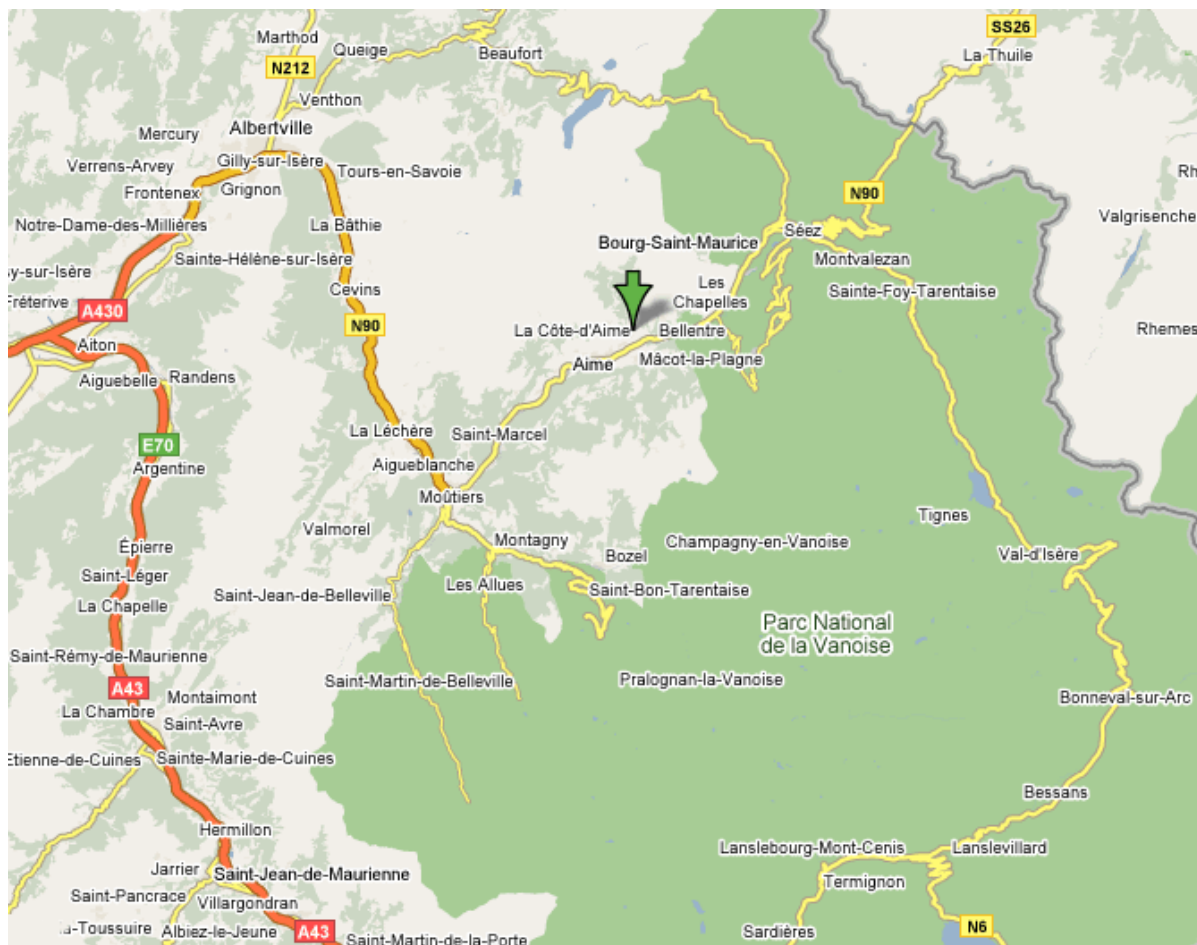 SS26
Marthod
Queige
Beaufort
La Thuile
N212
Venthon
Mercury
Albertville
Verrens-Arvey
Gilly-sur-Isère
Tours-en-Savoie
Rh
Frontenex
Grignon
N90
Notre-Dame-des-Millières
La Bâthie
Valgrisenche
Séez
Bourg-Saint-Maurice
Sainte-Hélène-sur-Isère
Montvalezan
sy-sur-Isère
Cevins
Les
Chapelles
Sainte-Foy-Tarentaise
Fréterive
A430
N90
La Côte-d'Aime
Bellentre
Rhemes
Aiton
Aime
Mâcot-la-Plagne
Aiguebelle
Randens
La Léchère
Saint-Marcel
E70
Argentine
Aigueblanche
Moûtiers
Valmorel
Tignes
Épierre
Montagny
Bozel
Champagny-en-Vanoise
Val-d'Isère
Saint-Léger
Les Allues
Saint-Bon-Tarentaise
La Chapelle
Saint-Jean-de-Belleville
Parc National
de la Vanoise
Saint-Rémy-de-Maurienne
Saint-Martin-de-Belleville
Pralognan-la-Vanoise
A43
Montaimont
Bonneval-sur-Arc
La Chambre
Saint-Avre
Etienne-de-Cuines
Sainte-Marie-de-Cuines
Bessans
Hermillon
Lanslebourg-Mont-Cenis
Lanslevillard
Jarrier
Saint-Jean-de-Maurienne
Termignon
Saint-Pancrace
Villargondran
N6
a-Toussuire
Albiez-le-Jeune
A43
Saint-Martin-de-la-Porte
Sardières